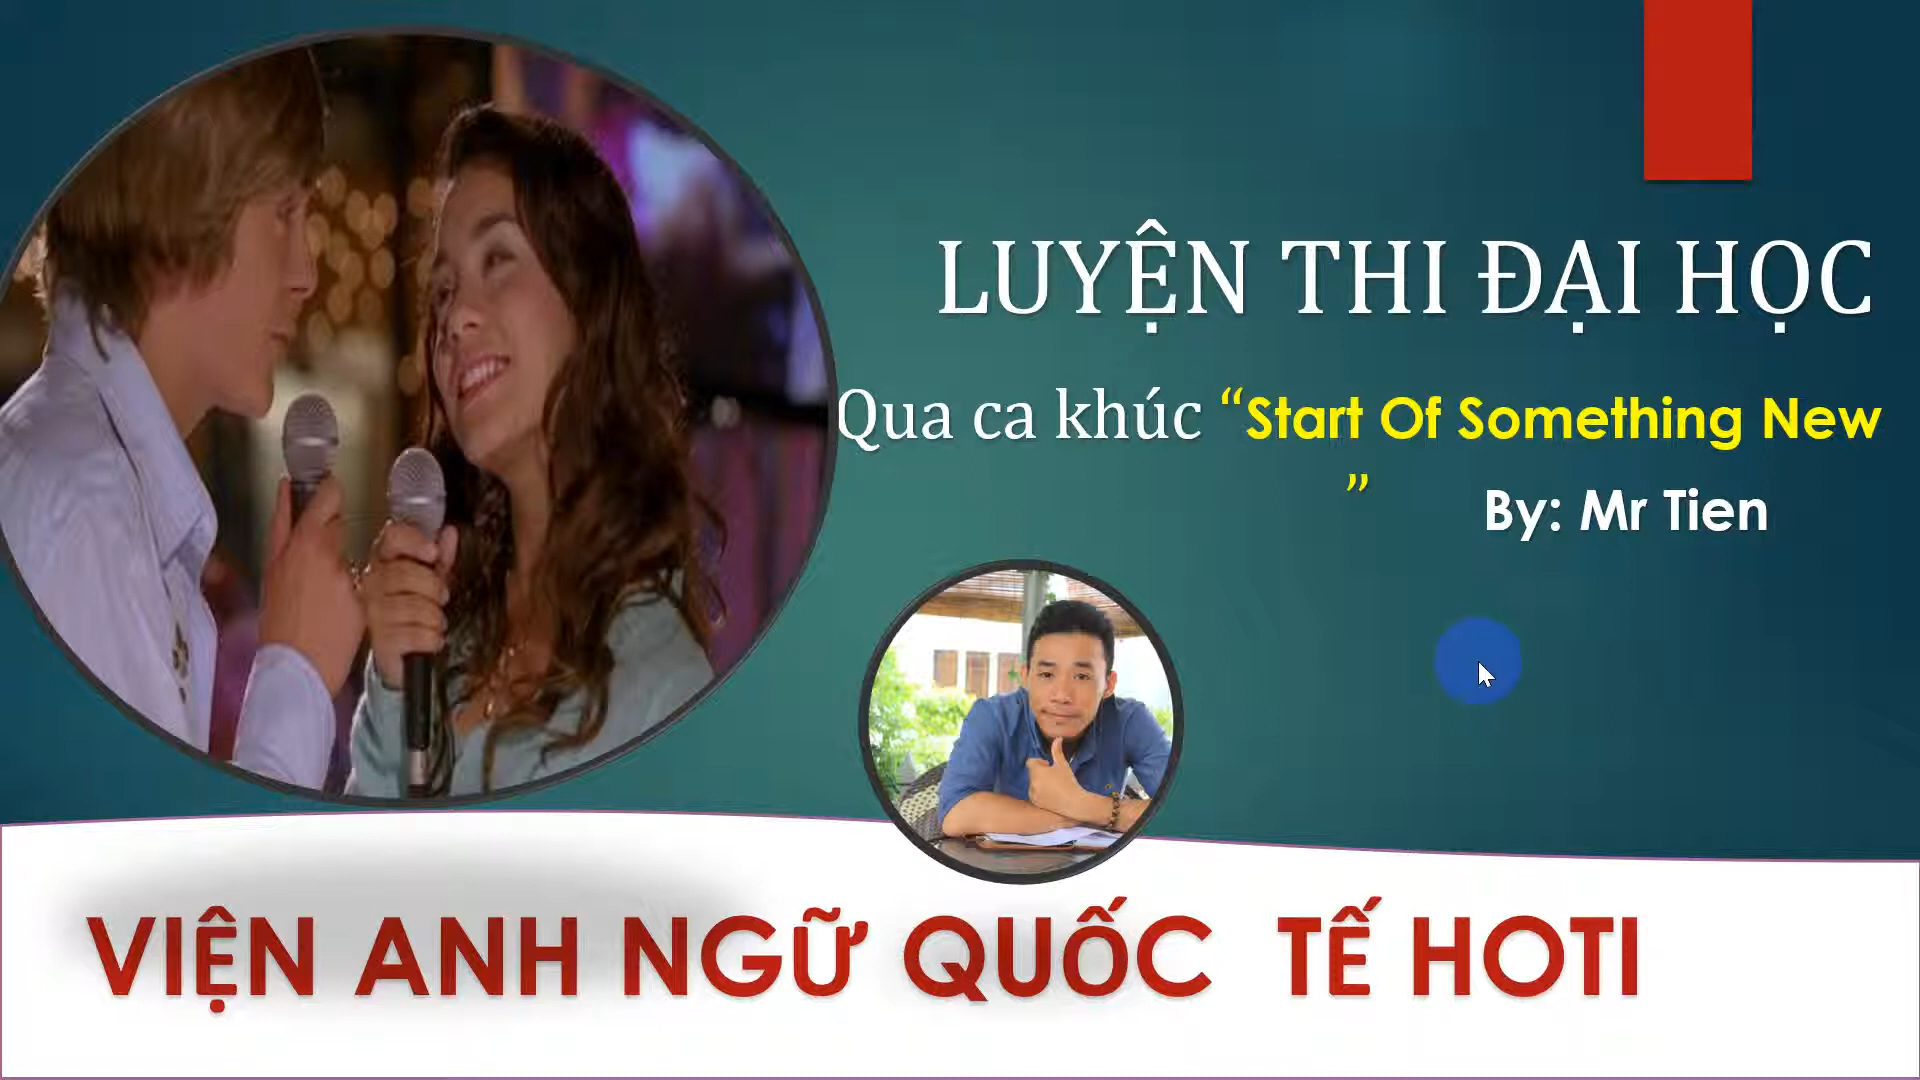 LUYỆN THI ĐẠI HỌC
Qua ca khúc “Start Of Something New
”
By: Mr Tien
VIỆN ANH NGỮ QUỐC TẾ HOTI